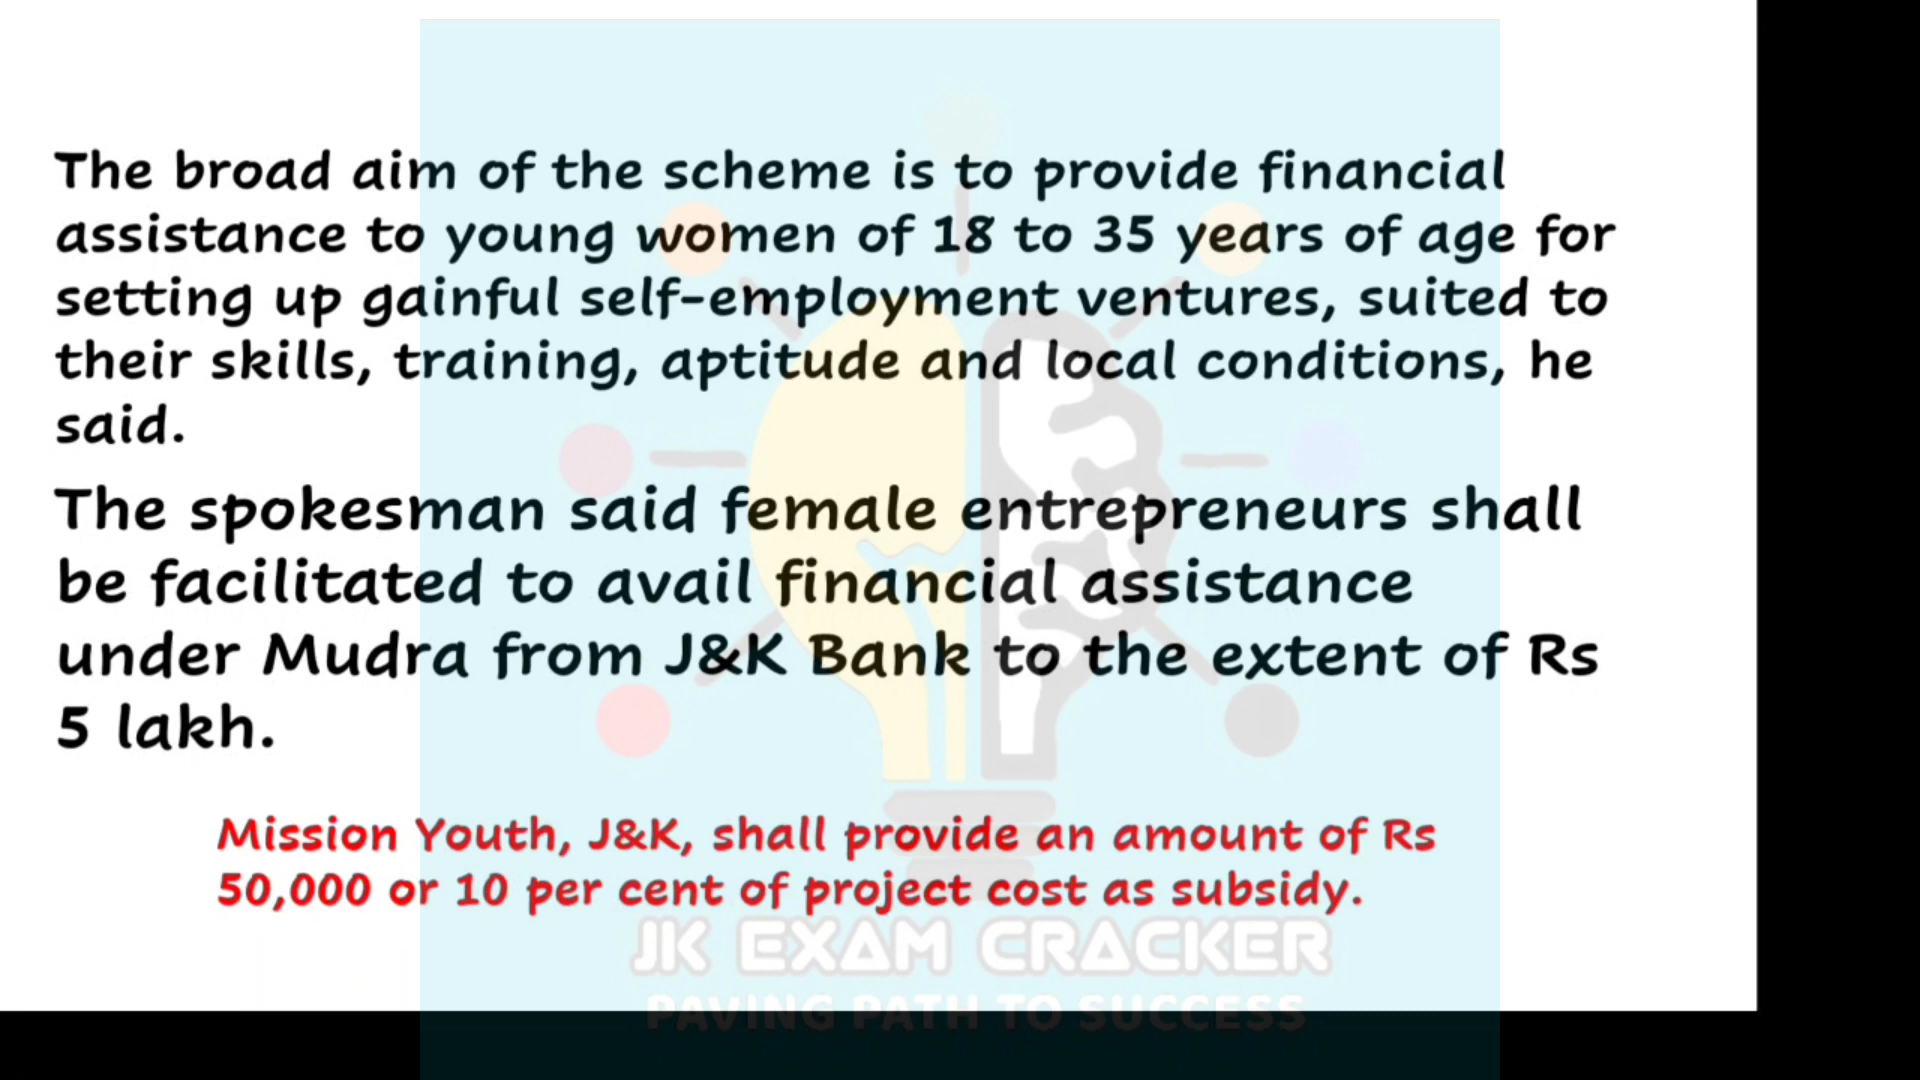 The broad aim of the scheme is to provide financial
assistance to young women of 18 to 35 years of age for
setting up gainful self-employment ventures, suited to
their skills, training, aptitude and local conditions, he
said.
The spokesman said female entrepreneurs shall
be facilitated to avail financial assistance
under Mudra from J&K Bank to the extent of Rs
5 lakh.
Mission Youth, J&K, shall provide an amount of Rs
50,000 or 10 per cent of project cost as subsidy.
JK EXAM CRACKER
PAVING PATH TO SUCCESS